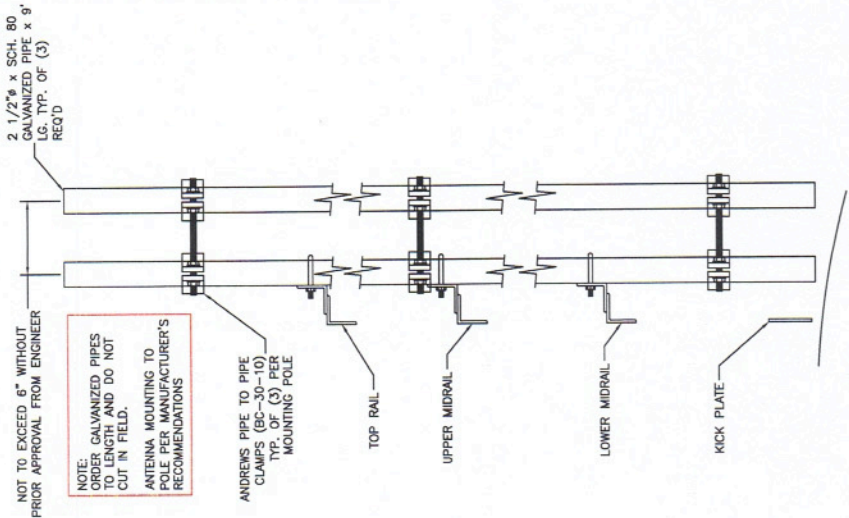 2 1/2"ø x SCH. 80
GALVANIZED PIPE x 9'
LG. TYP. OF (3)
REQ'D
NOT TO EXCEED 6" WITHOUT
PRIOR APPROVAL FROM ENGINEER
NOTE:
ORDER GALVANIZED PIPES
TO LENGTH AND DO NOT
CUT IN FIELD.
ANTENNA MOUNTING TO
POLE PER MANUFACTURER'S
RECOMMENDATIONS
ANDREWS PIPE TO PIPE
CLAMPS (BC-30-10)
TYP. OF (3) PER
MOUNTING POLE
TOP RAIL
UPPER MIDRAIL
LOWER MIDRAIL
KICK PLATE